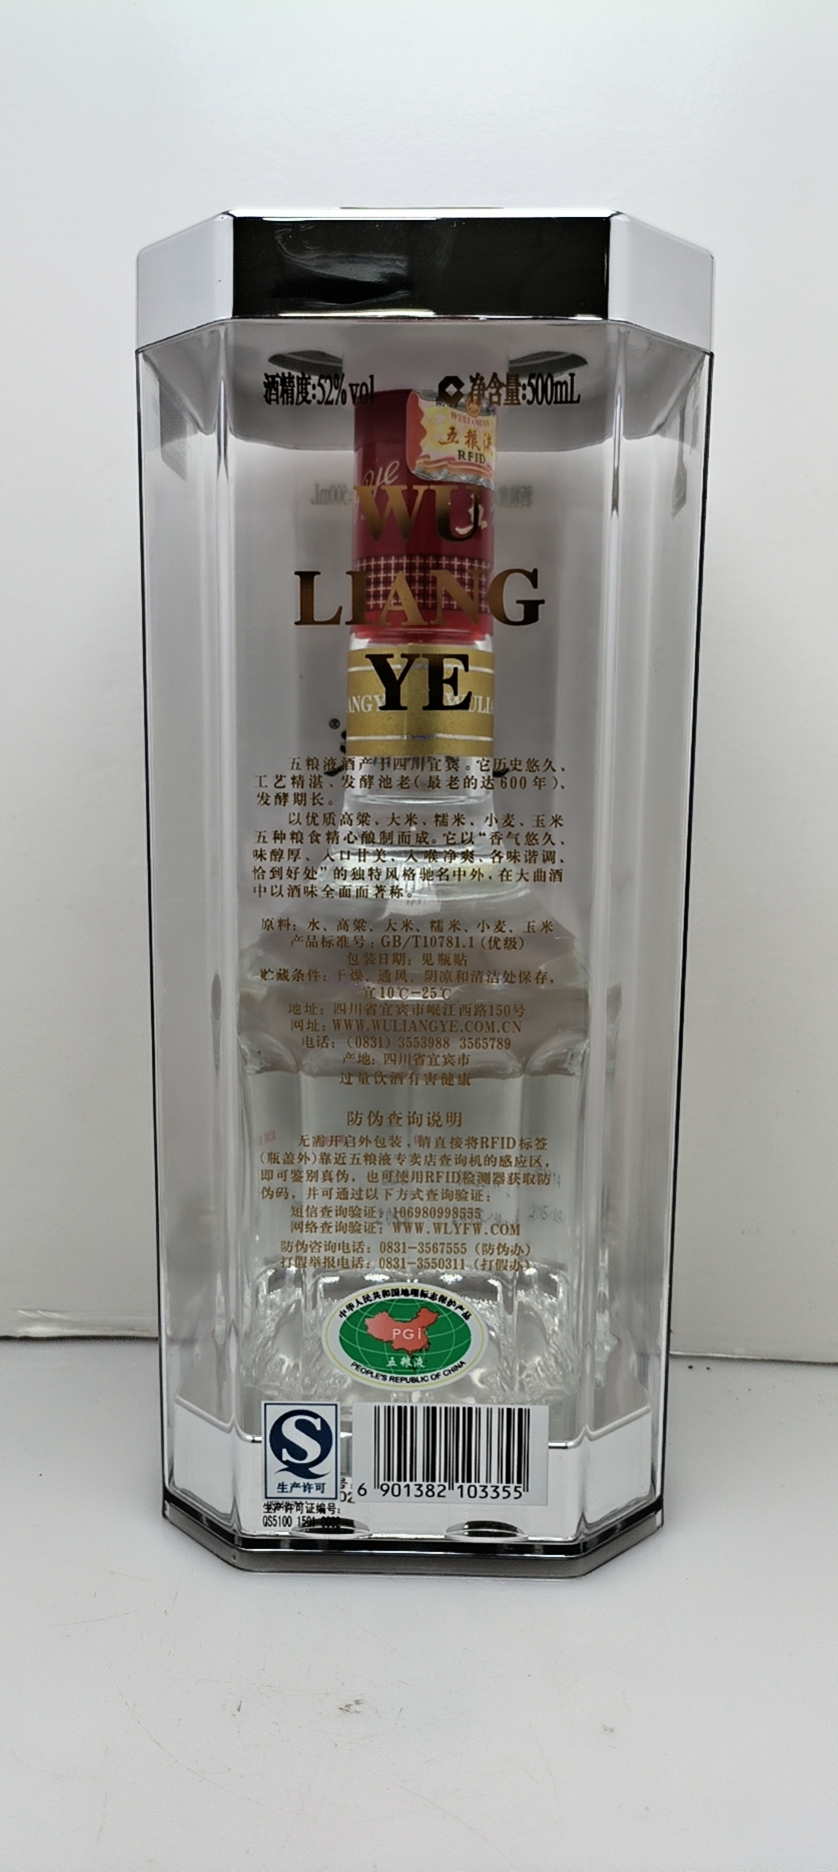 酒精度:52%vol 净含量:500mL
WULIANGYE
五粮液
RFID
ye
五
WU
LIANG
YE
ANGYE WULIA
五粮液酒产于四川宜宾。它历史悠久、
工艺精湛、发酵池老(最老的达600年)、
发酵期长。
以优质高粱、大米、糯米、小麦、玉米
五种粮食精心酿制而成。它以“香气悠久、
味醇厚、入口甘美、入喉净爽、各味谐调、
恰到好处”的独特风格驰名中外，在大曲酒
中以酒味全面而著称。
原料：水、高粱、大米、糯米、小麦、玉米
产品标准号：GB/T10781.1(优级)
包装日期：见瓶贴
贮藏条件：干燥、通风、阴凉和清洁处保存，
宜10℃-25℃
地址：四川省宜宾市岷江西路150号
网址：WWW.WULIANGYE.COM.CN
电话：(0831) 3553988 3565789
产地：四川省宜宾市
过量饮酒有害健康
防伪查询说明
无需开启外包装，请直接将RFID标签
(瓶盖外)靠近五粮液专卖店查询机的感应区，
即可鉴别真伪，也可使用RFID检测器获取防
伪码，并可通过以下方式查询验证：
短信查询验证：106980998555
网络查询验证：WWW.WLYFW.COM
防伪咨询电话：0831-3567555 (防伪办)
打假举报电话：0831-3550311 (打假办)
中华人民共和国地理标志保护产品
PGI
五粮液
PEOPLE'S REPUBLIC OF CHINA
生产许可
6 901382 103355
生产许可证编号:
QS5100 1501